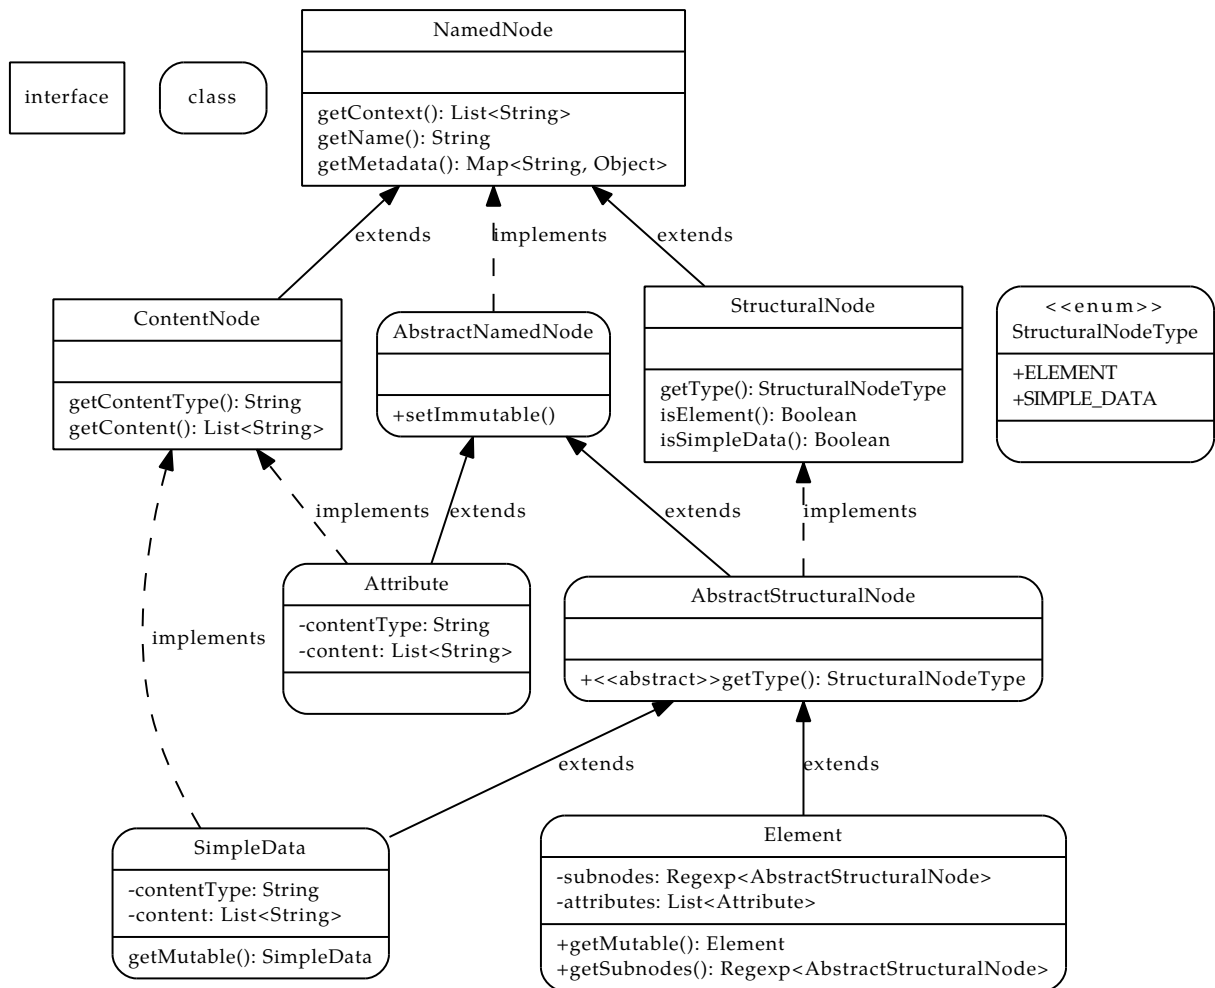 NamedNode
interface
class
getContext(): List<String>
getName(): String
getMetadata(): Map<String, Object>
extends
implements
extends
ContentNode
getContentType(): String
getContent(): List<String>
AbstractNamedNode
+setImmutable()
StructuralNode
getType(): StructuralNodeType
isElement(): Boolean
isSimpleData(): Boolean
<<enum>>
StructuralNodeType
+ELEMENT
+SIMPLE_DATA
implements
extends
extends
implements
Attribute
-contentType: String
-content: List<String>
AbstractStructuralNode
+<<abstract>>getType(): StructuralNodeType
implements
extends
extends
SimpleData
-contentType: String
-content: List<String>
getMutable(): SimpleData
Element
-subnodes: Regexp<AbstractStructuralNode>
-attributes: List<Attribute>
+getMutable(): Element
+getSubnodes(): Regexp<AbstractStructuralNode>